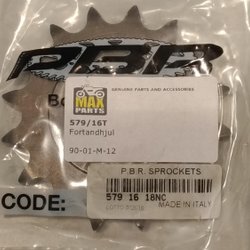 PBR
Bo
MAX
PARTS
GENUINE PARTS AND ACCESSORIES
579/16T
Fortandhjul
90-01-M-12
CODE:
P.B.R. SPROCKETS
579 16 18NC
MADE IN ITALY